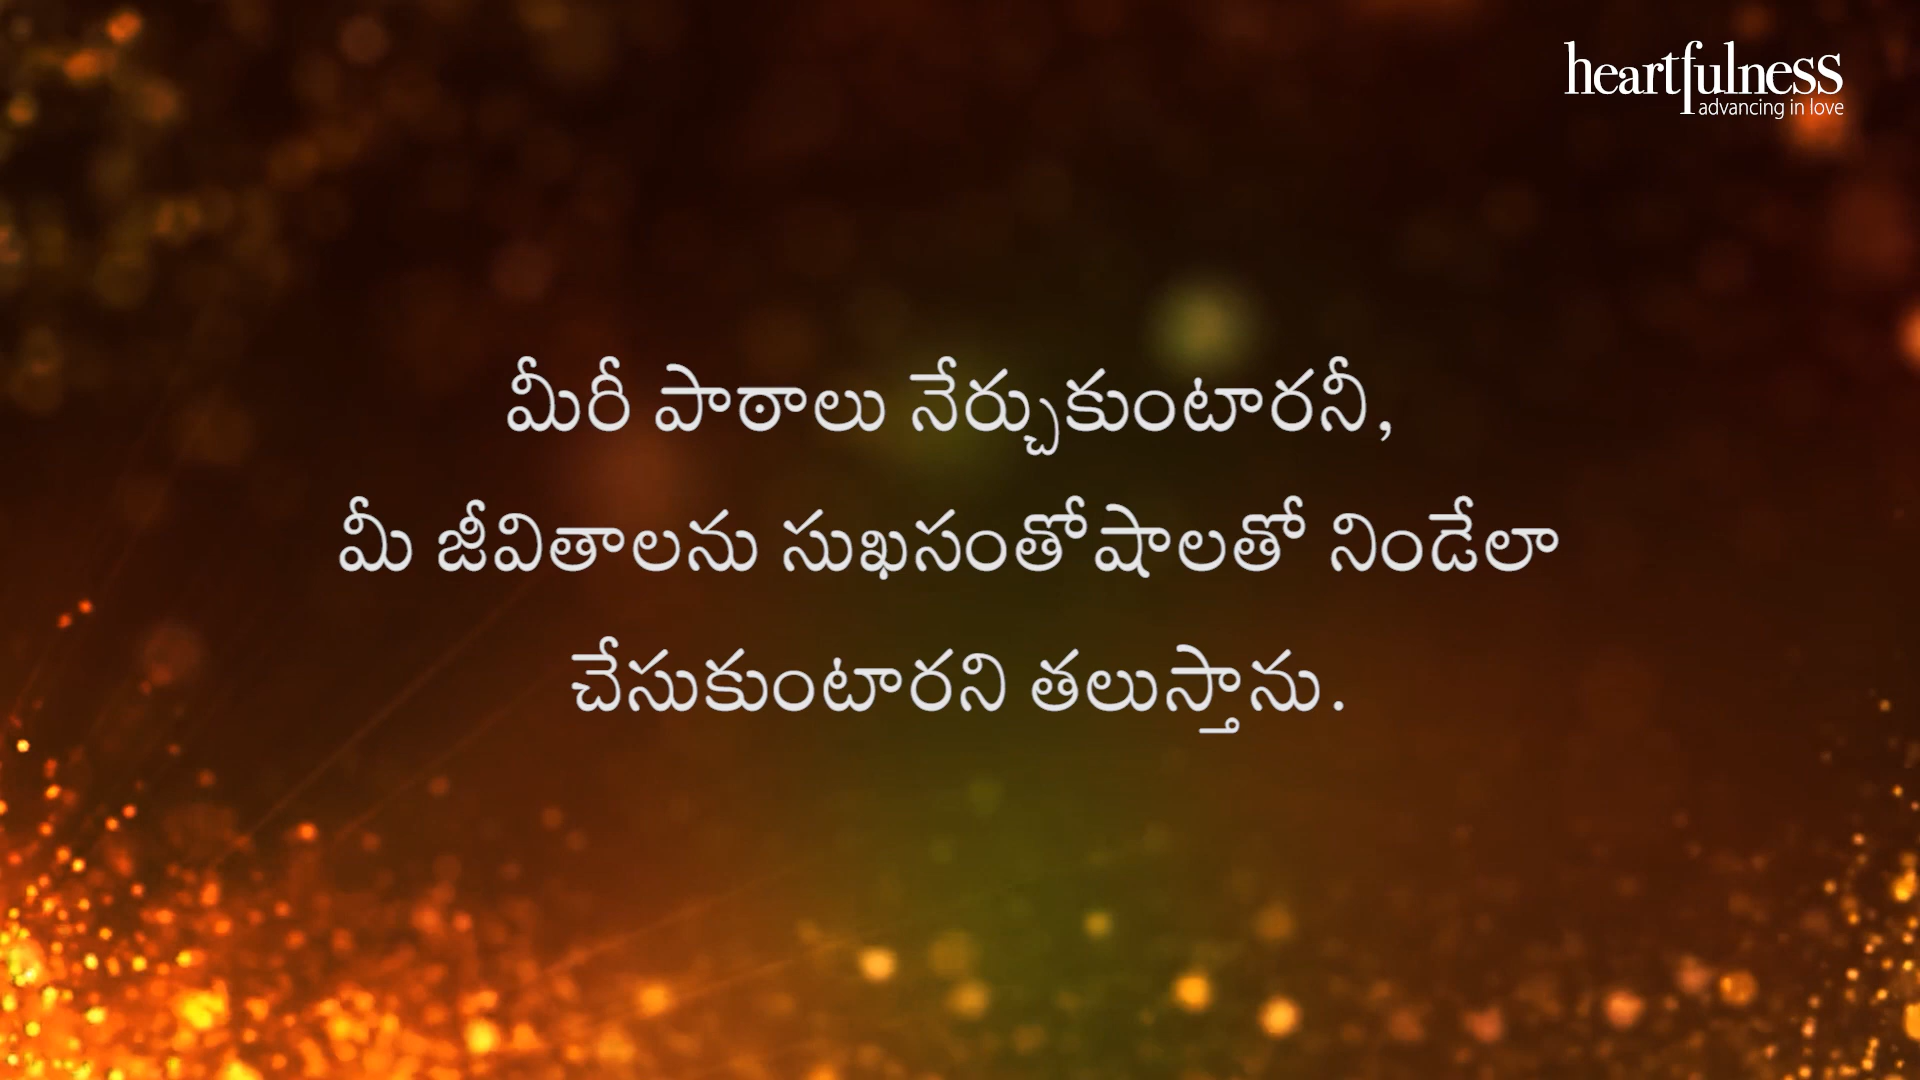 heartfulness
advancing in love
మీరీ పాఠాలు నేర్చుకుంటారనీ,
మీ జీవితాలను సుఖసంతోషాలతో నిండేలా
చేసుకుంటారని తలుస్తాను.